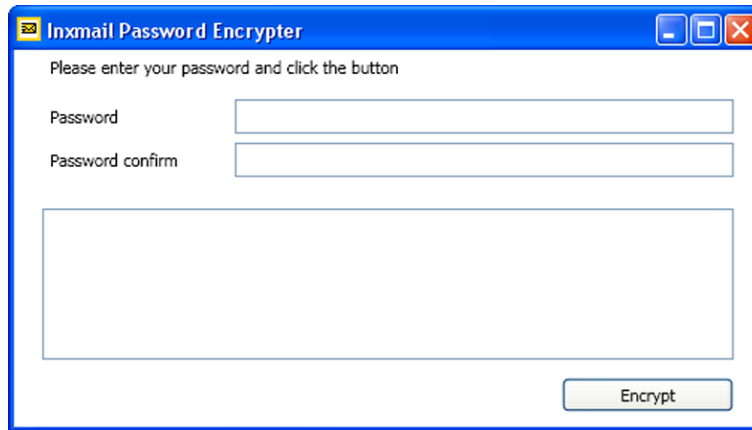 Inxmail Password Encrypter
Please enter your password and click the button
Password
Password confirm
Encrypt